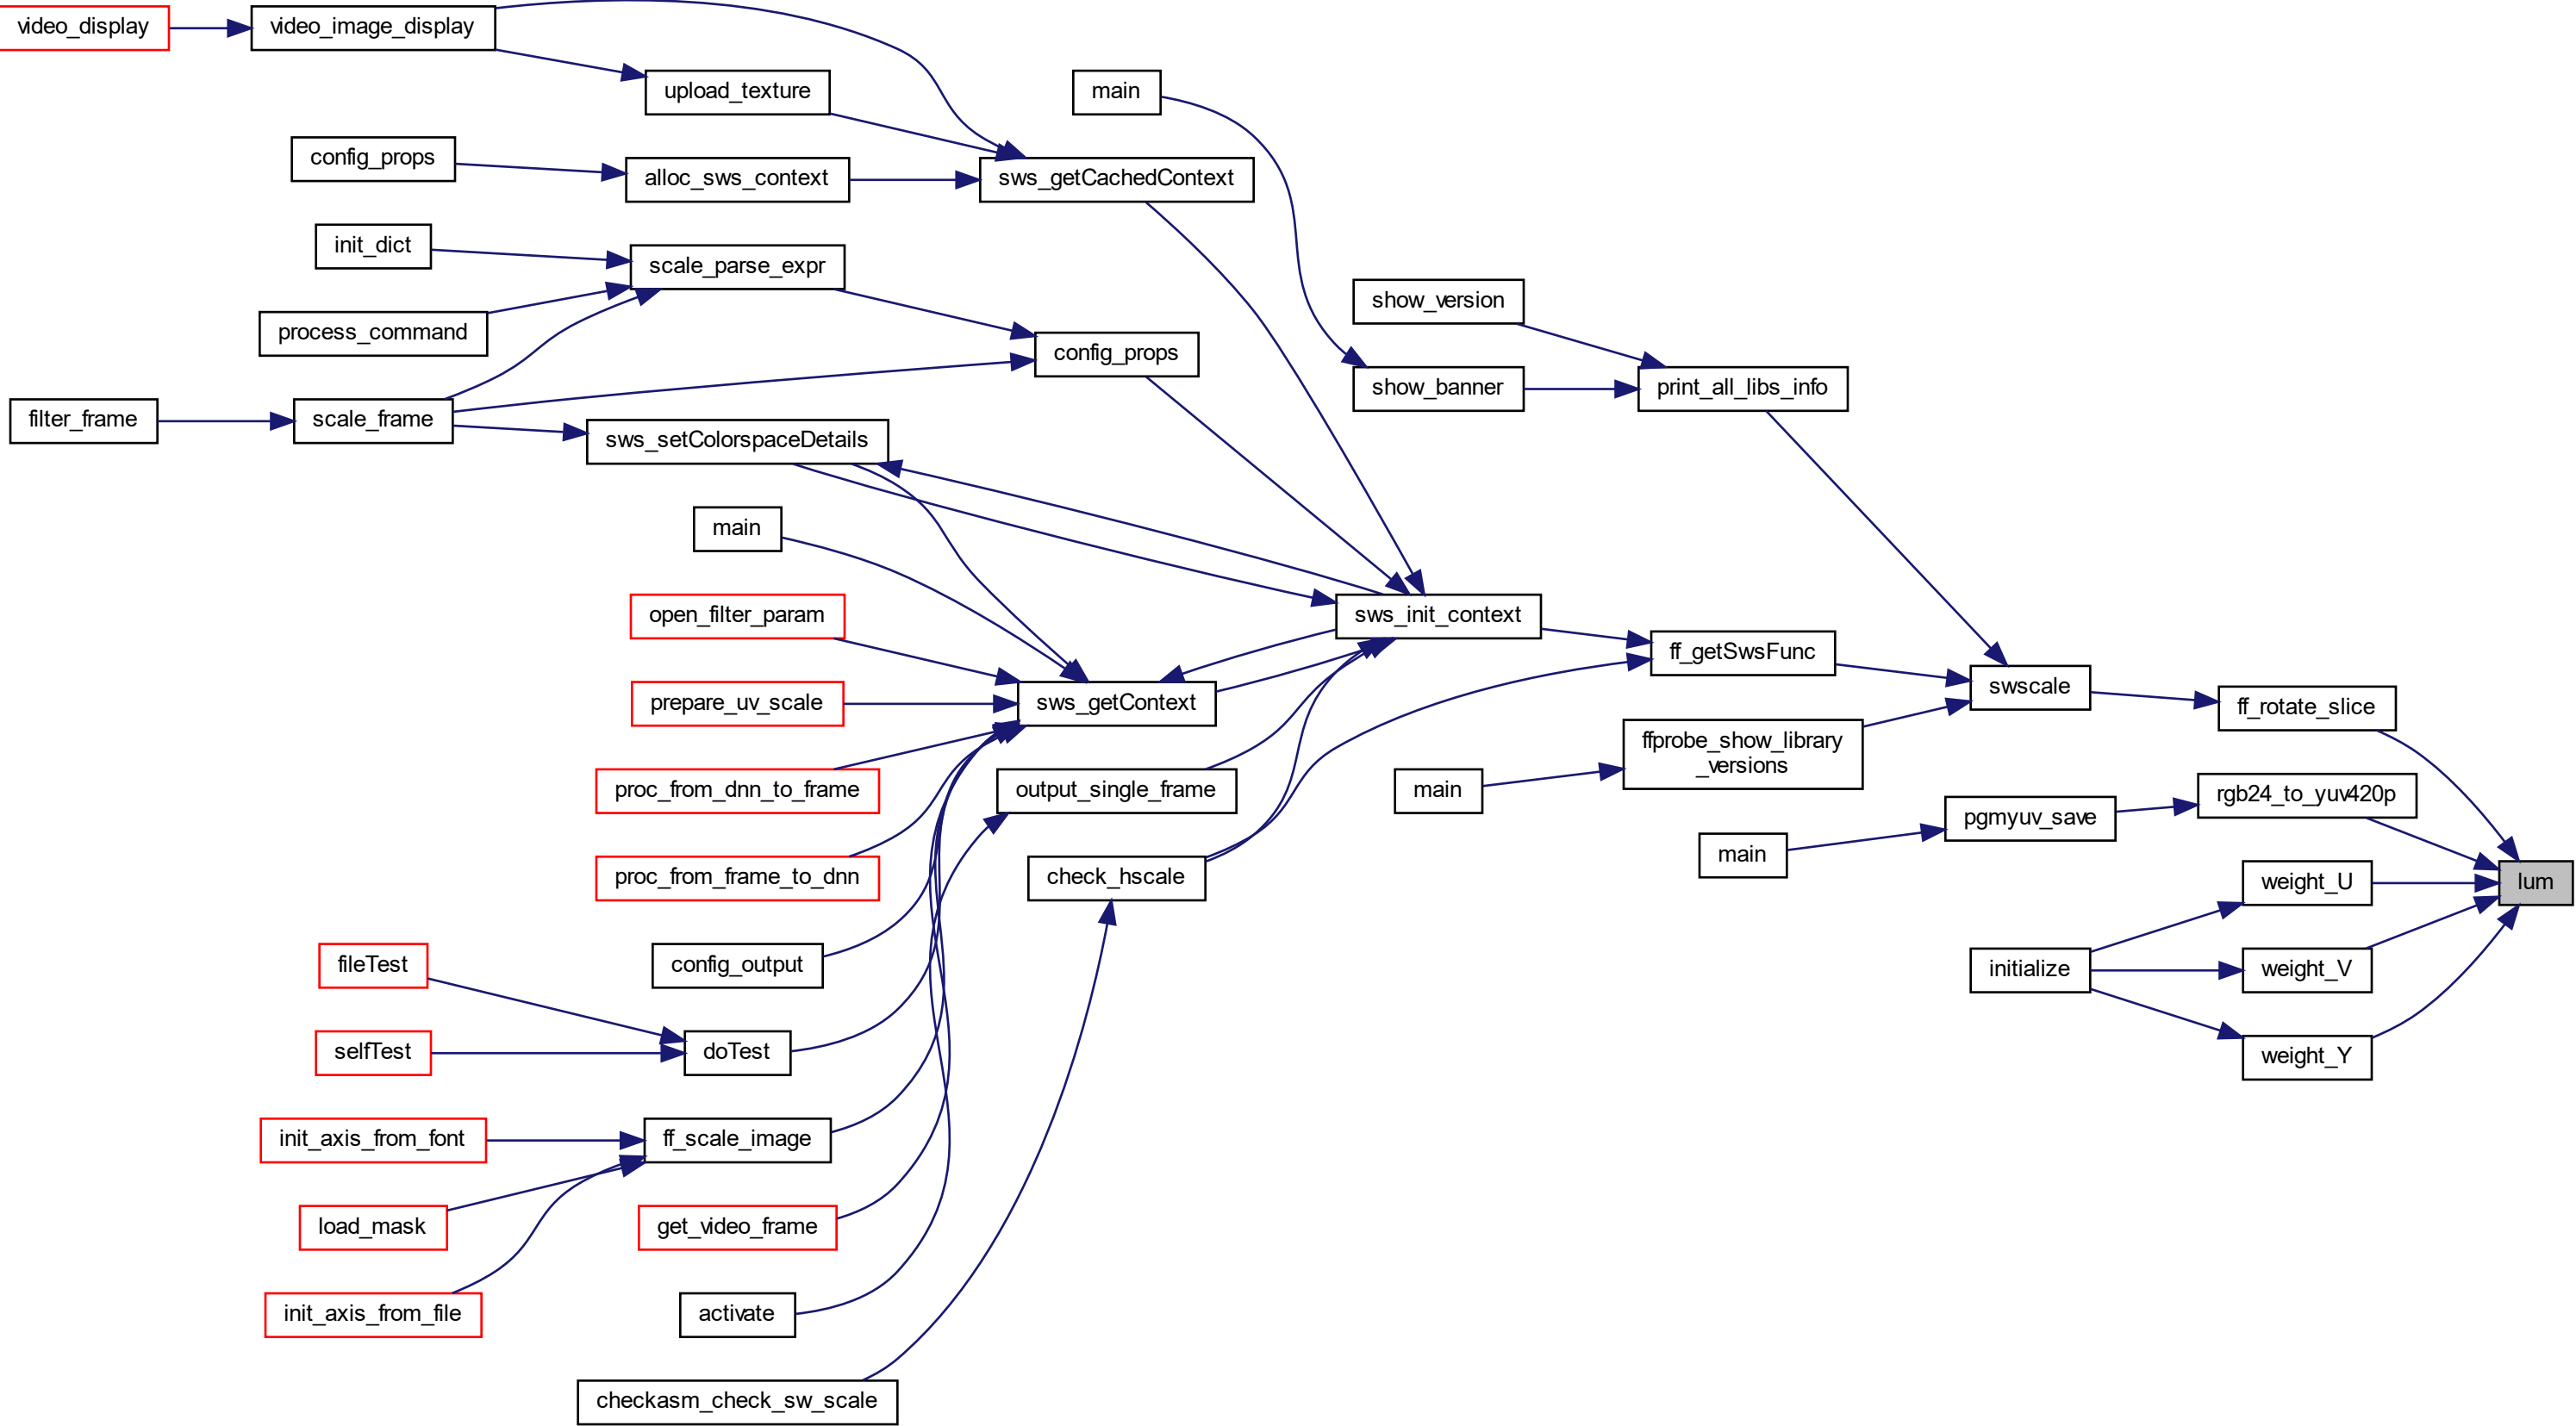 video_display
video_image_display
upload_texture
main
config_props
alloc_sws_context
sws_getCachedContext
init_dict
scale_parse_expr
show_version
process_command
config_props
show_banner
print_all_libs_info
filter_frame
scale_frame
sws_setColorspaceDetails
main
open_filter_param
sws_init_context
ff_getSwsFunc
swscale
prepare_uv_scale
sws_getContext
ff_rotate_slice
ffprobe_show_library
_versions
proc_from_dnn_to_frame
output_single_frame
main
rgb24_to_yuv420p
pgmyuv_save
main
proc_from_frame_to_dnn
check_hscale
weight_U
lum
fileTest
config_output
initialize
weight_V
selfTest
doTest
weight_Y
init_axis_from_font
ff_scale_image
load_mask
get_video_frame
init_axis_from_file
activate
checkasm_check_sw_scale